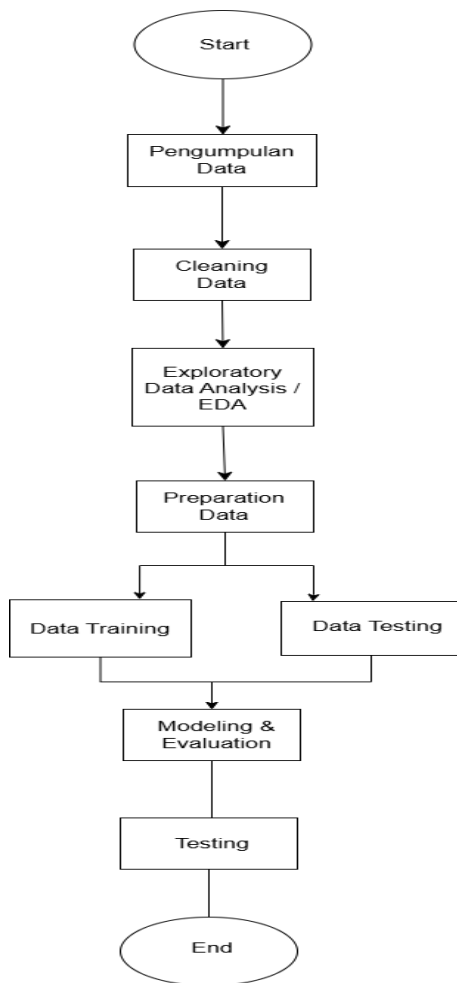 Start
Pengumpulan
Data
Cleaning
Data
Exploratory
Data Analysis /
EDA
Preparation
Data
Data Training
Data Testing
Modeling &
Evaluation
Testing
End